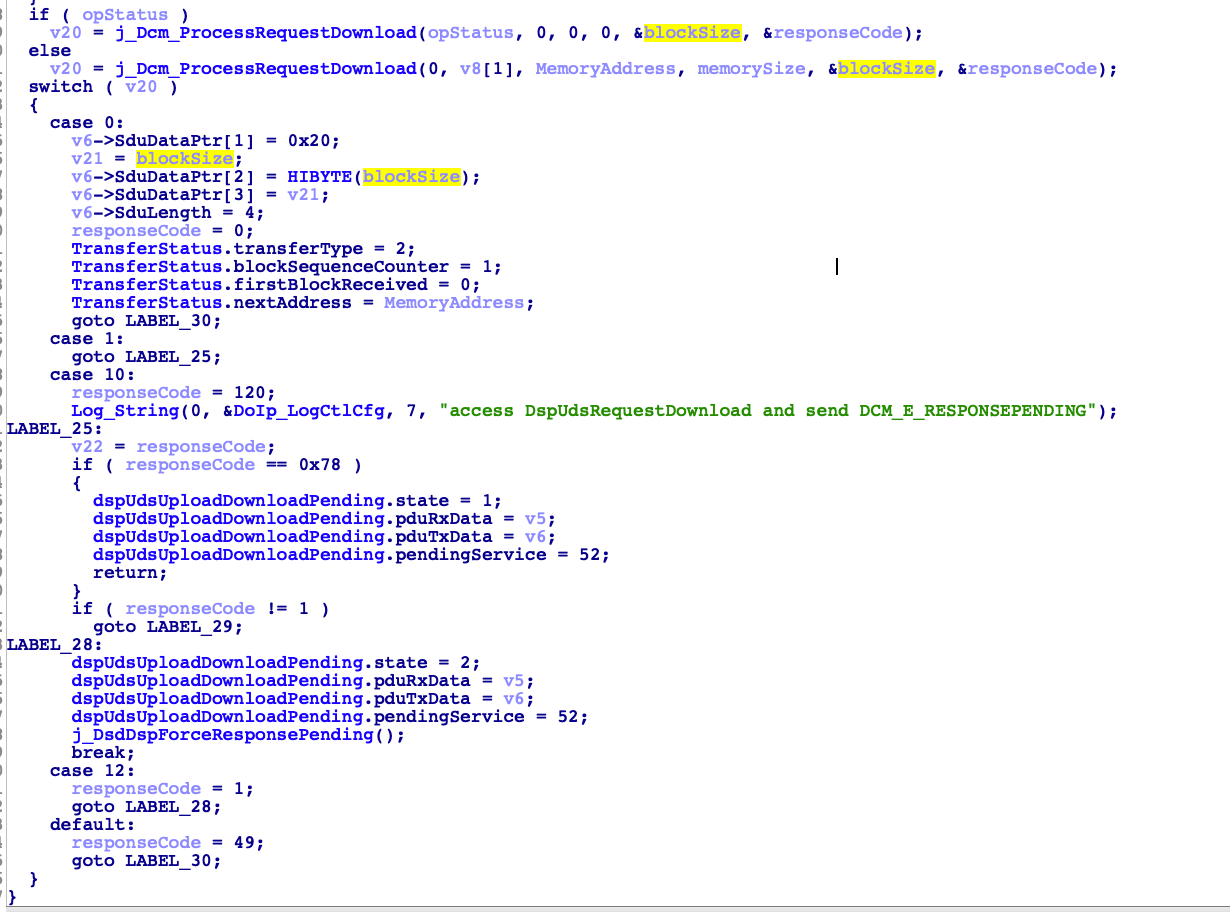 if ( opStatus )
v20 = j_Dcm_ProcessRequestDownload(opStatus, 0, 0, 0, &blockSize, &responseCode);
else
v20 = j_Dcm_ProcessRequestDownload(0, v8[1], MemoryAddress, memorySize, &blockSize, &responseCode);
switch ( v20 )
{
case 0:
v6->SduDataPtr[1] = 0x20;
v21 = blockSize;
v6->SduDataPtr[2] = HIBYTE(blockSize);
v6->SduDataPtr[3] = v21;
v6->SduLength = 4;
responseCode = 0;
TransferStatus.transferType = 2;
TransferStatus.blockSequenceCounter = 1;
TransferStatus.firstBlockReceived = 0;
TransferStatus.nextAddress = MemoryAddress;
goto LABEL_30;
case 1:
goto LABEL_25;
case 10:
responseCode = 120;
Log_String(0, &DoIp_LogCtlCfg, 7, "access DspUdsRequestDownload and send DCM_E_RESPONSEPENDING");
LABEL_25:
v22 = responseCode;
if ( responseCode == 0x78 )
{
dspUdsUploadDownloadPending.state = 1;
dspUdsUploadDownloadPending.pduRxData = v5;
dspUdsUploadDownloadPending.pduTxData = v6;
dspUdsUploadDownloadPending.pendingService = 52;
return;
}
if ( responseCode != 1 )
goto LABEL_29;
LABEL_28:
dspUdsUploadDownloadPending.state = 2;
dspUdsUploadDownloadPending.pduRxData = v5;
dspUdsUploadDownloadPending.pduTxData = v6;
dspUdsUploadDownloadPending.pendingService = 52;
j_DsdDspForceResponsePending();
break;
case 12:
responseCode = 1;
goto LABEL_28;
default:
responseCode = 49;
goto LABEL_30;
}
}